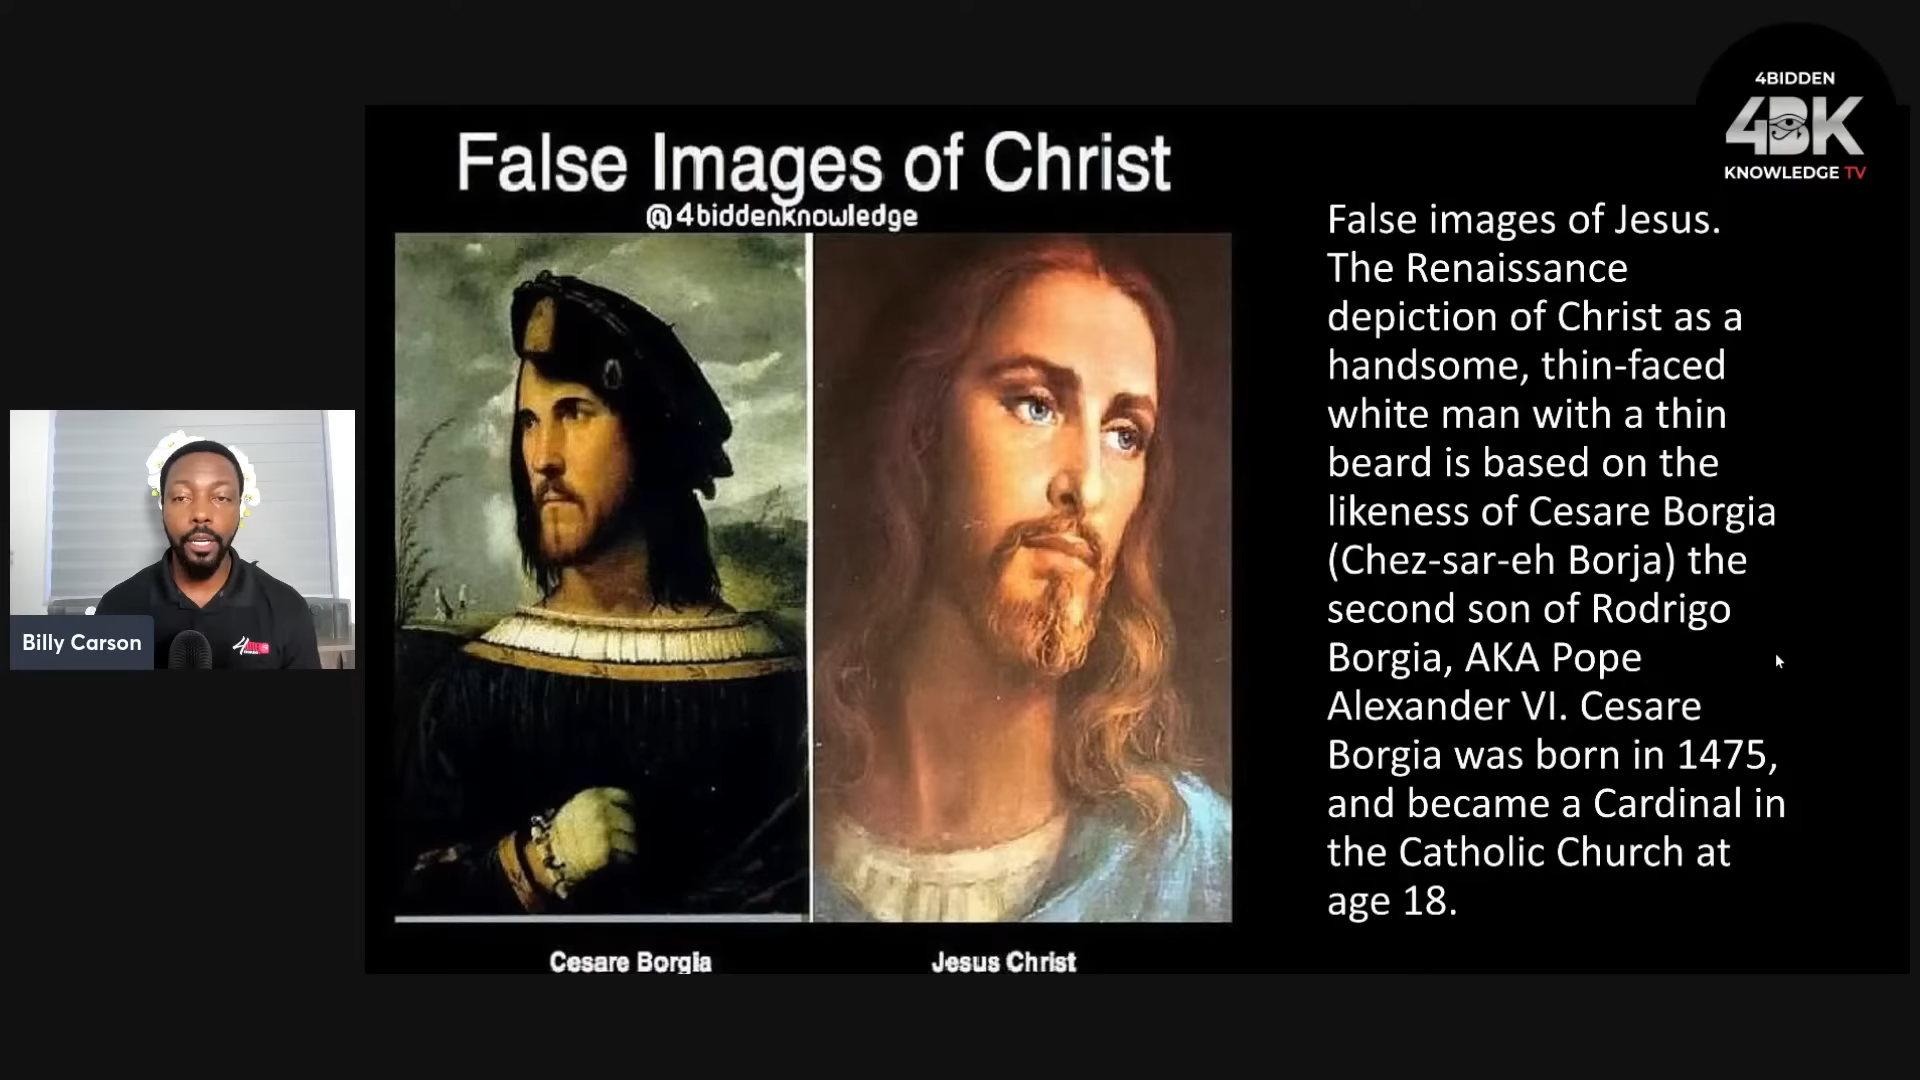 4BIDDEN
4BK
KNOWLEDGE TV
False Images of Christ
@4biddenknowledge
False images of Jesus.
The Renaissance
depiction of Christ as a
handsome, thin-faced
white man with a thin
beard is based on the
likeness of Cesare Borgia
(Chez-sar-eh Borja) the
second son of Rodrigo
Borgia, AKA Pope
Alexander VI. Cesare
Borgia was born in 1475,
and became a Cardinal in
the Catholic Church at
age 18.
Billy Carson
Cesare Borgia
Jesus Christ